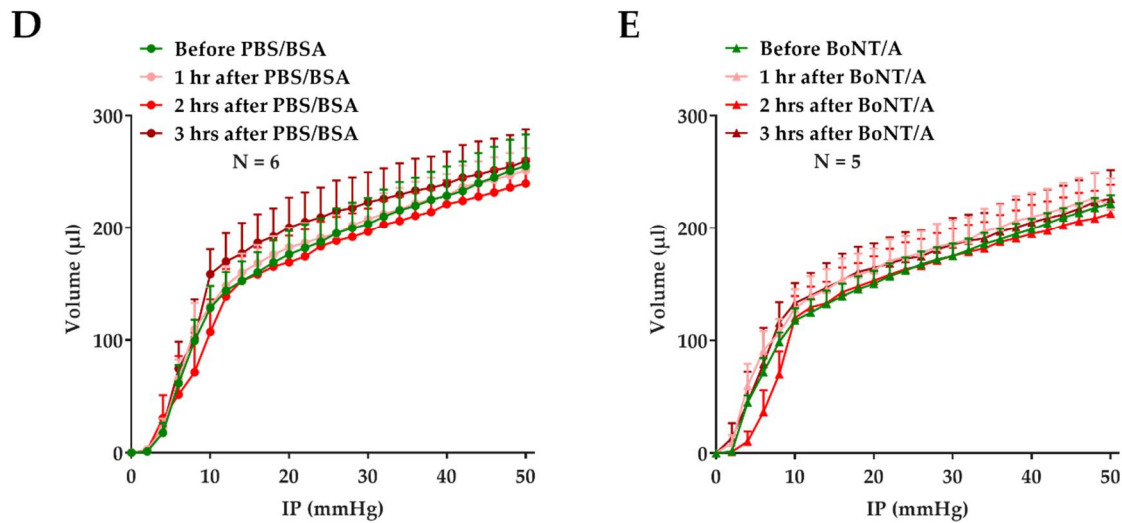 D
Before PBS/BSA
1 hr after PBS/BSA
2 hrs after PBS/BSA
3 hrs after PBS/BSA
N = 6
300
200
100
0
Volume (µl)
0 10 20 30 40 50
IP (mmHg)
E
Before BoNT/A
1 hr after BoNT/A
2 hrs after BoNT/A
3 hrs after BoNT/A
N = 5
300
200
100
0
Volume (µl)
0 10 20 30 40 50
IP (mmHg)